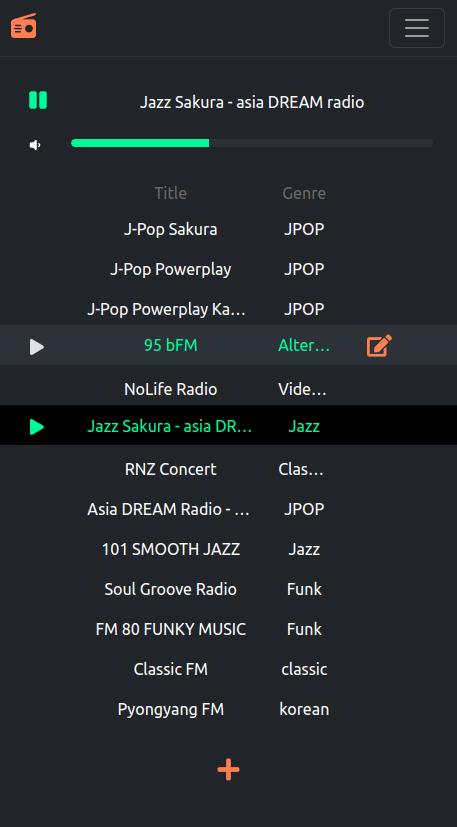 Jazz Sakura - asia DREAM radio
Title Genre
J-Pop Sakura JPOP
J-Pop Powerplay JPOP
J-Pop Powerplay Ka... JPOP
95 bFM Alter...
NoLife Radio Vide...
Jazz Sakura - asia DR... Jazz
RNZ Concert Clas...
Asia DREAM Radio - ... JPOP
101 SMOOTH JAZZ Jazz
Soul Groove Radio Funk
FM 80 FUNKY MUSIC Funk
Classic FM classic
Pyongyang FM korean